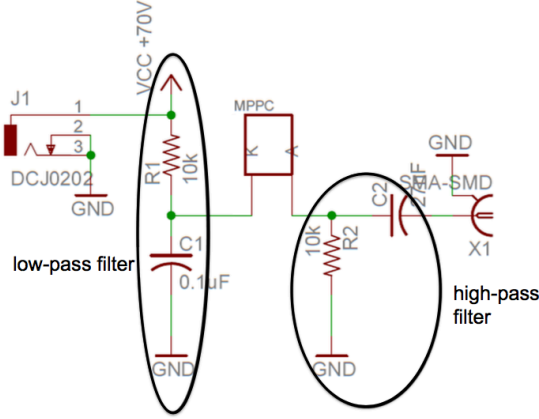 VCC +70V
J1
1
2
3
DCJ0202
GND
R1
10k
MPPC
K
A
GND
C2
SMA-SMD
X1
10k
R2
C1
0.1uF
low-pass filter
high-pass
filter
GND
GND